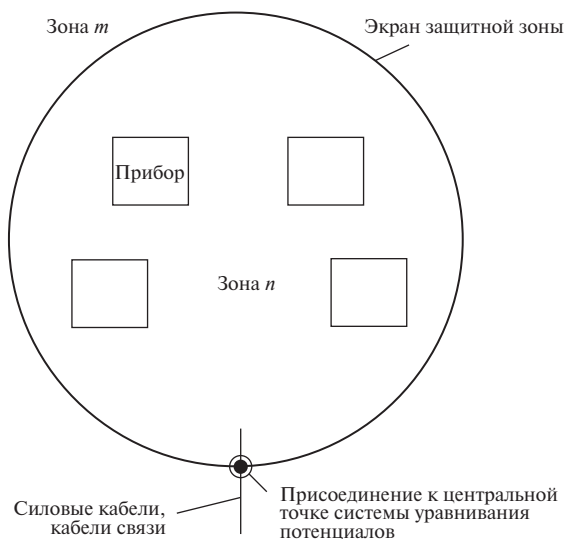 Зона m
Экран защитной зоны
Прибор
Зона n
Силовые кабели,
кабели связи
Присоединение к центральной
точке системы уравнивания
потенциалов